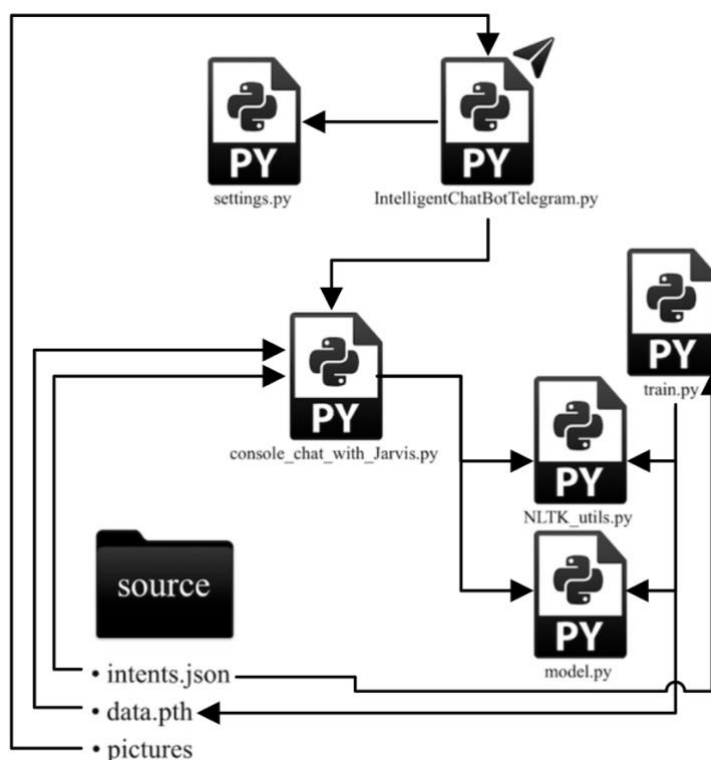 PY
settings.py
PY
IntelligentChatBotTelegram.py
PY
train.py
PY
console_chat_with_Jarvis.py
PY
NLTK_utils.py
PY
model.py
source
• intents.json
• data.pth
• pictures